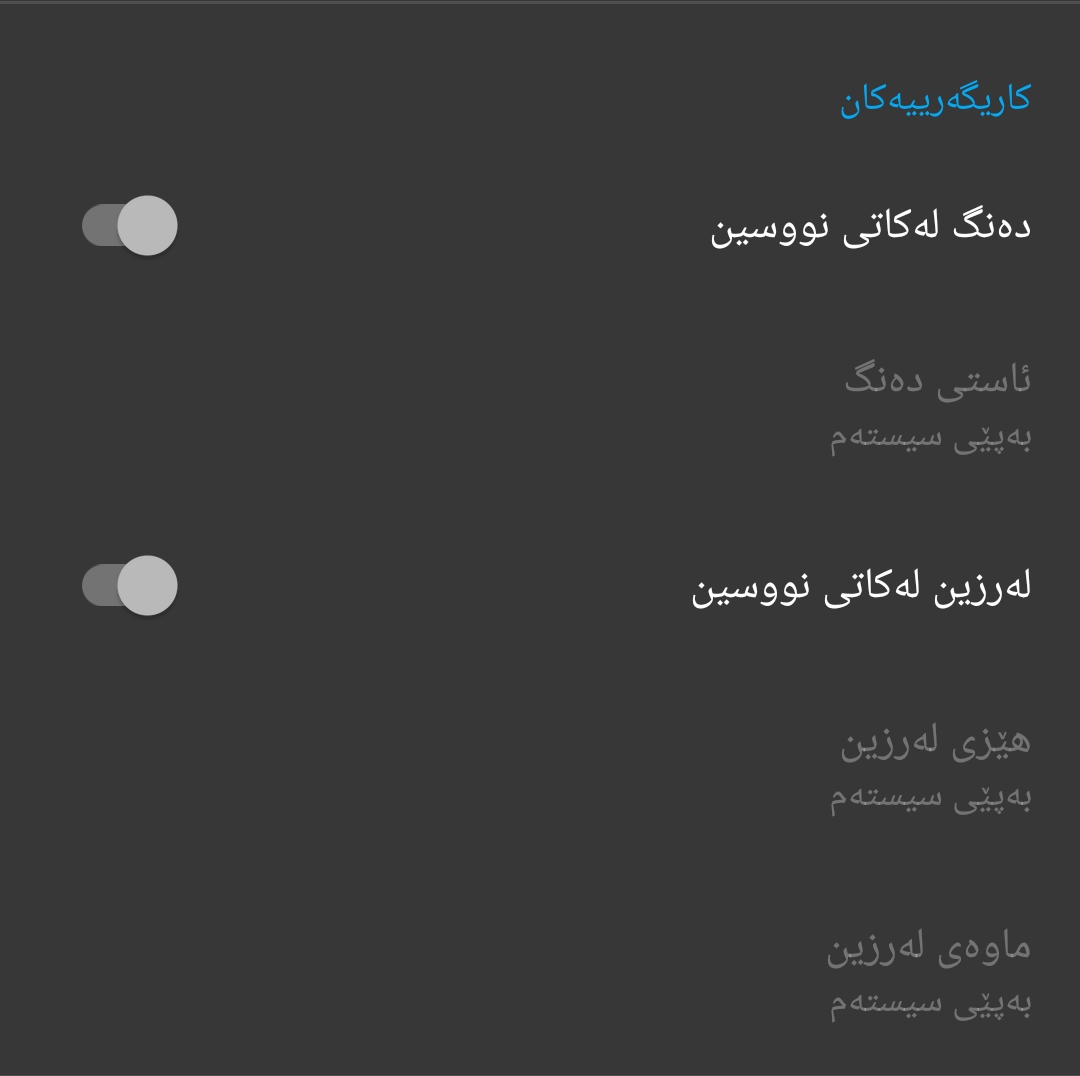 کاریگەرییەکان
دەنگ لەکاتی نووسین
ئاستی دەنگ
بەپێی سیستەم
لەرزین لەکاتی نووسین
هێزی لەرزین
بەپێی سیستەم
ماوەی لەرزین
بەپێی سیستەم